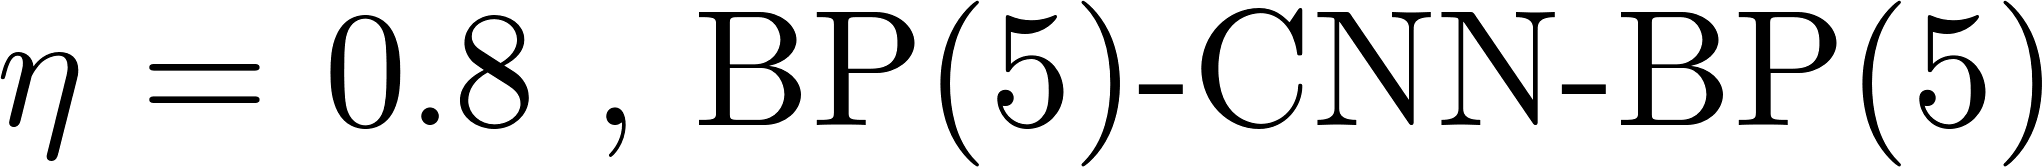 η = 0.8 , BP(5)-CNN-BP(5)